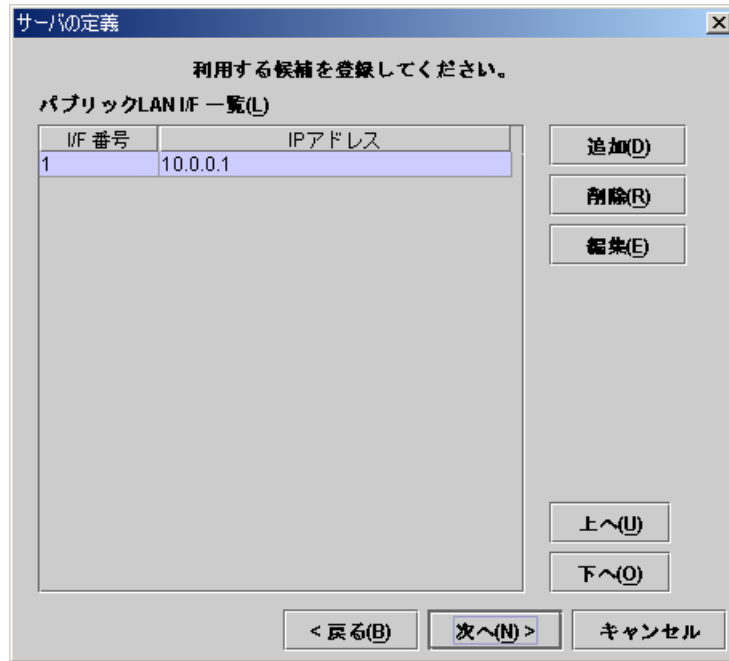 サーバの定義
利用する候補を登録してください。
パブリックLAN I/F 一覧(L)
I/F 番号 IPアドレス
1 10.0.0.1
追加(D)
削除(R)
編集(E)
上へ(U)
下へ(O)
< 戻る(B) 次へ(N) > キャンセル